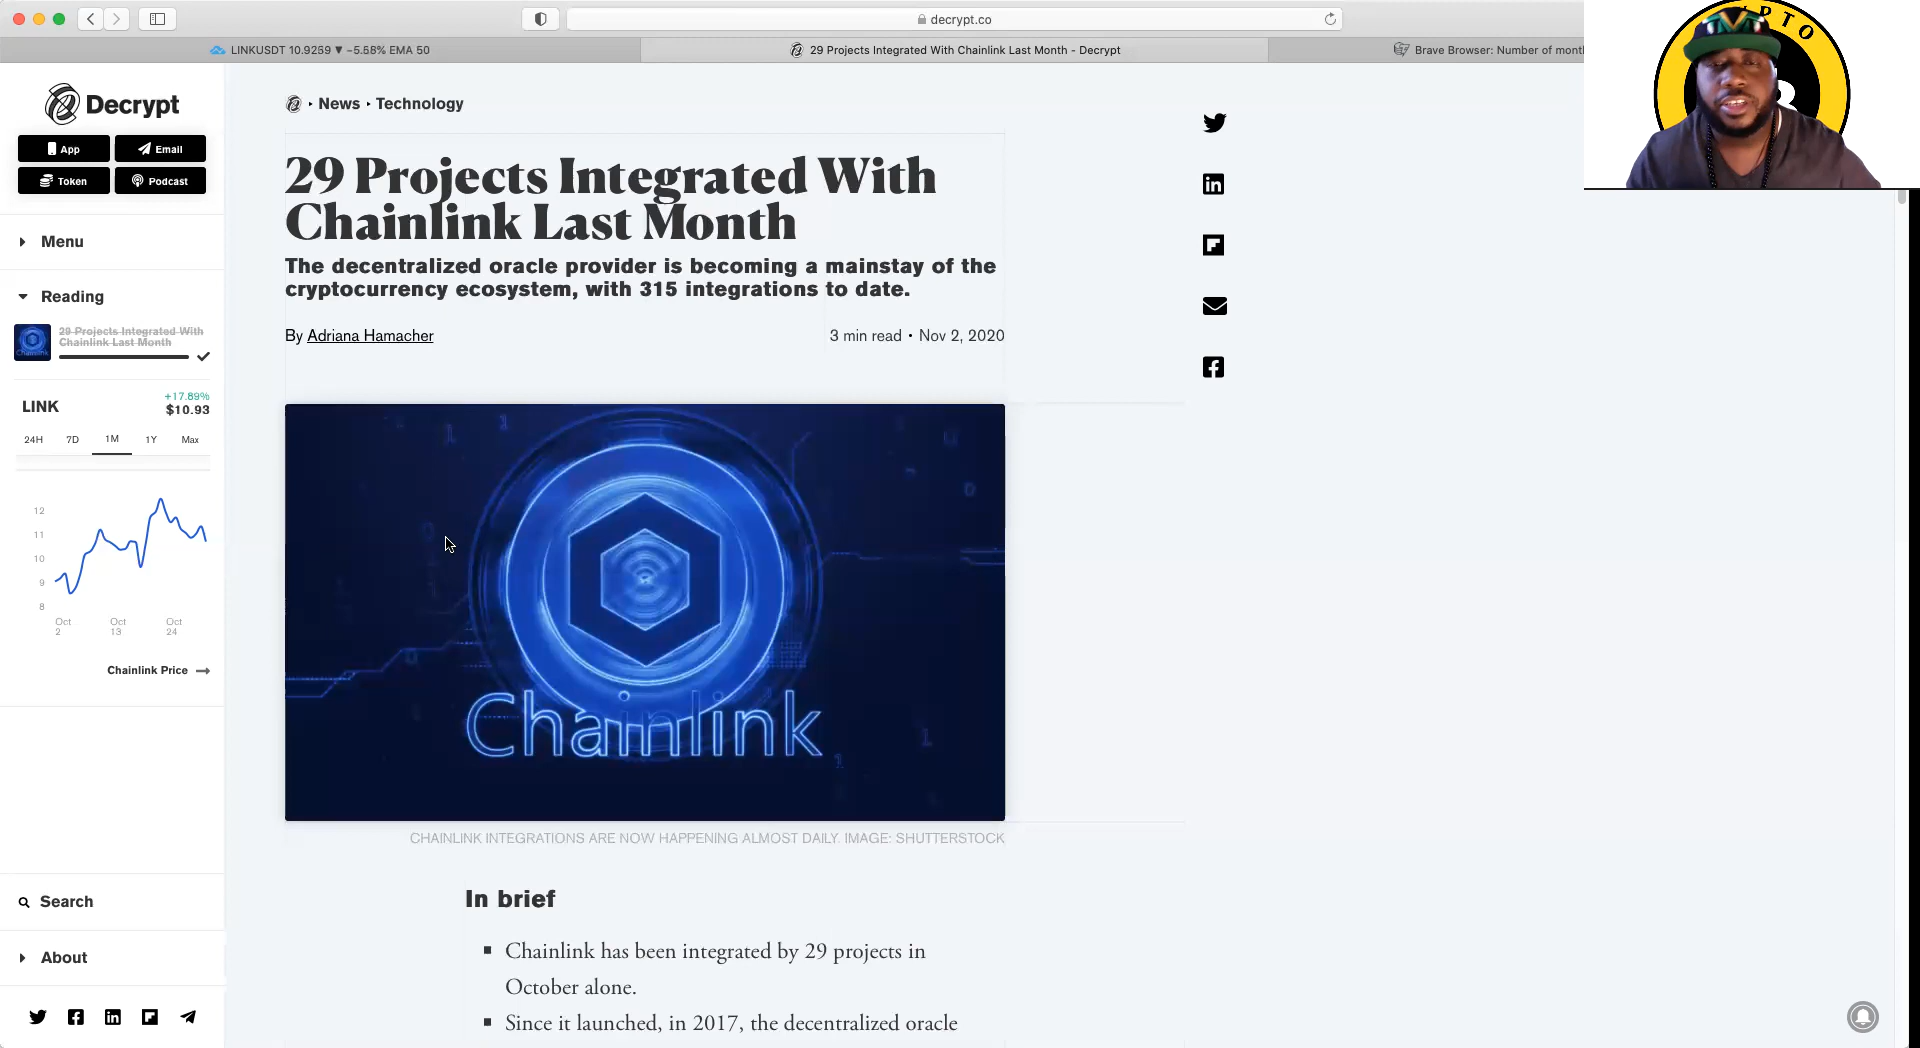 decrypt.co
LINKUSDT 10.9259 ▼ −5.58% EMA 50
29 Projects Integrated With Chainlink Last Month - Decrypt
Brave Browser: Number of mont
PTO
Decrypt
App
Email
Token
Podcast
Menu
Reading
29 Projects Integrated With
Chainlink Last Month
LINK
+17.89%
$10.93
24H 7D 1M 1Y Max
12
11
10
9
8
Oct 2
Oct 13
Oct 24
Chainlink Price
Search
About
News ▸ Technology
29 Projects Integrated With
Chainlink Last Month
The decentralized oracle provider is becoming a mainstay of the
cryptocurrency ecosystem, with 315 integrations to date.
By Adriana Hamacher
3 min read • Nov 2, 2020
Chainlink
CHAINLINK INTEGRATIONS ARE NOW HAPPENING ALMOST DAILY. IMAGE: SHUTTERSTOCK
In brief
▪ Chainlink has been integrated by 29 projects in
October alone.
▪ Since it launched, in 2017, the decentralized oracle